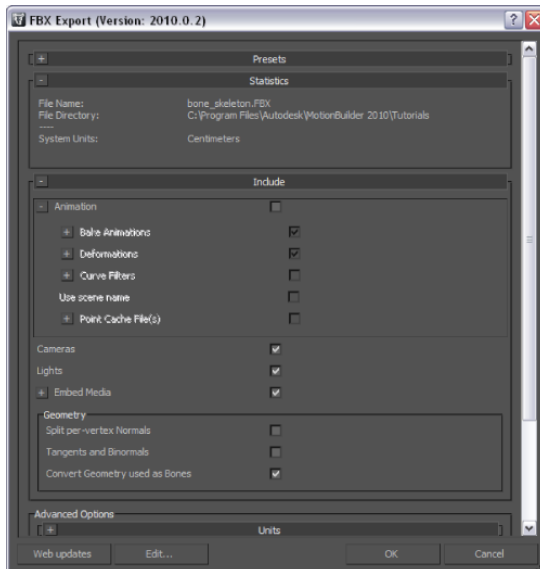 FBX Export (Version: 2010.0.2)
Presets
Statistics
File Name: bone_skeleton.FBX
File Directory: C:\Program Files\Autodesk\MotionBuilder 2010\Tutorials
----
System Units: Centimeters
Include
Animation
Bake Animations
Deformations
Curve Filters
Use scene name
Point Cache File(s)
Cameras
Lights
Embed Media
Geometry
Split per-vertex Normals
Tangents and Binormals
Convert Geometry used as Bones
Advanced Options
Units
Web updates Edit... OK Cancel